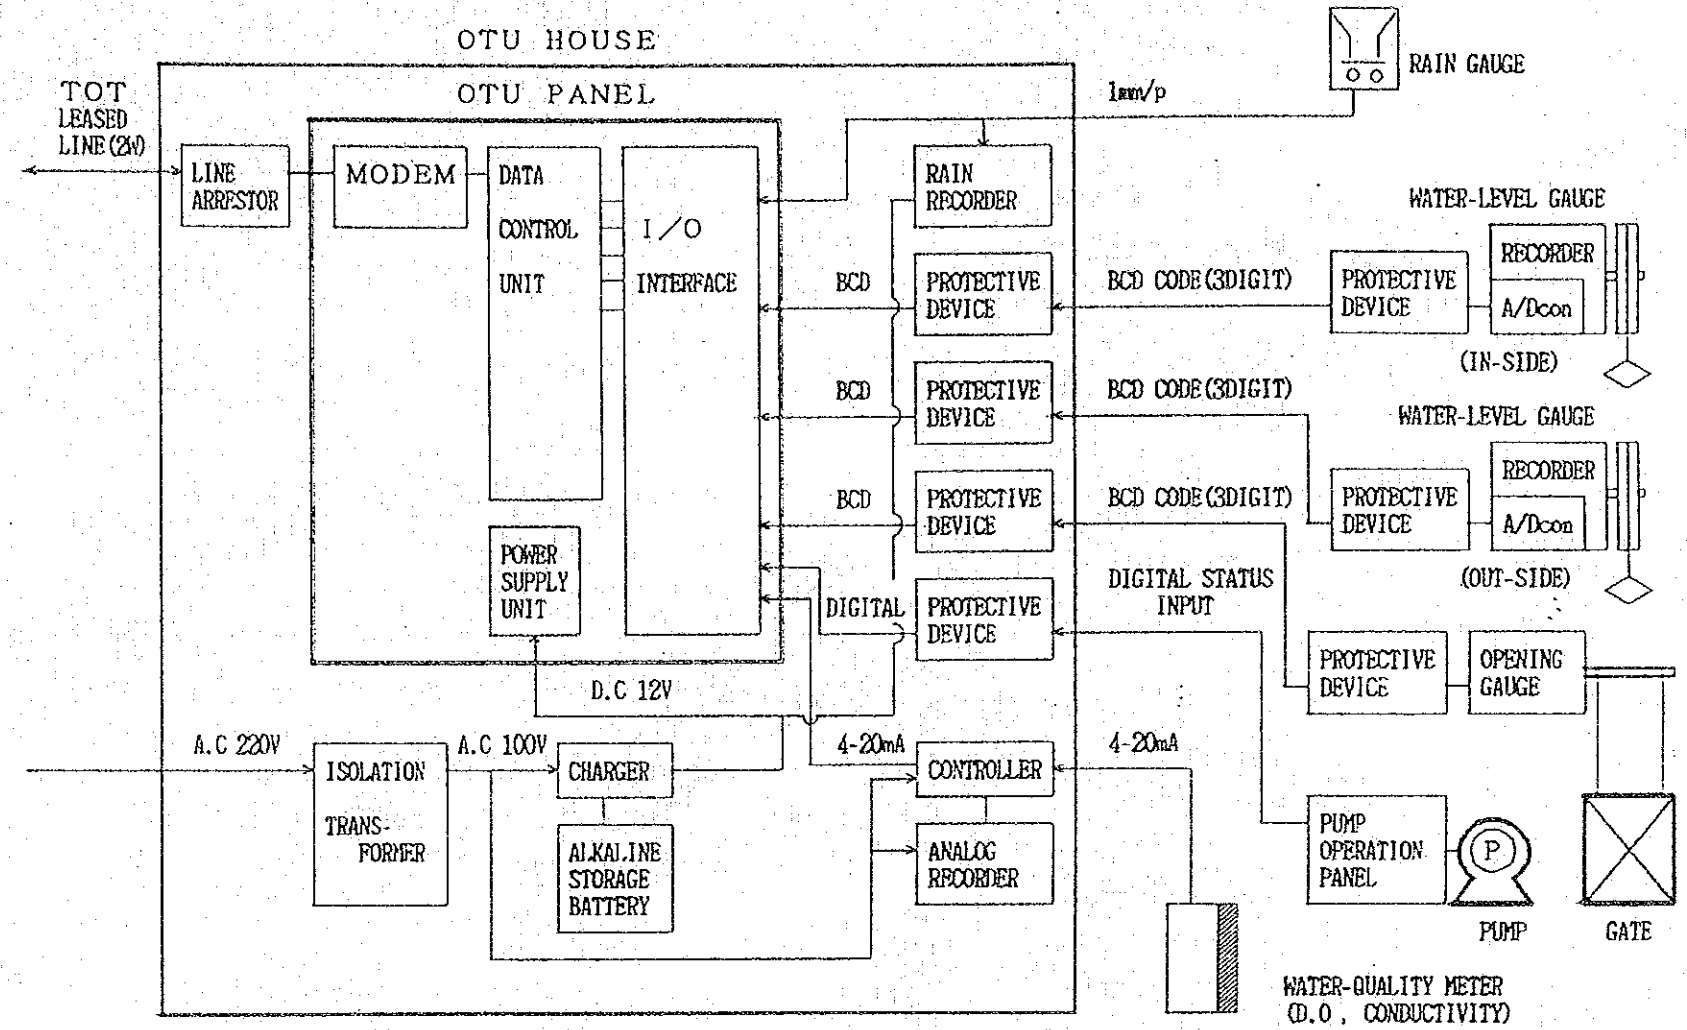 OTU HOUSE
OTU PANEL
TOT
LEASED
LINE(2W)
LINE
ARRESTOR
MODEM
DATA
CONTROL
UNIT
I/O
INTERFACE
POWER
SUPPLY
UNIT
D.C 12V
A.C 220V
ISOLATION
TRANS-
FORMER
A.C 100V
CHARGER
ALKALINE
STORAGE
BATTERY
1mm/p
RAIN GAUGE
RAIN
RECORDER
BCD
PROTECTIVE
DEVICE
BCD CODE(3DIGIT)
PROTECTIVE
DEVICE
WATER-LEVEL GAUGE
RECORDER
A/Dcon
(IN-SIDE)
BCD
PROTECTIVE
DEVICE
BCD CODE(3DIGIT)
WATER-LEVEL GAUGE
PROTECTIVE
DEVICE
RECORDER
A/Dcon
(OUT-SIDE)
BCD
PROTECTIVE
DEVICE
BCD CODE(3DIGIT)
PROTECTIVE
DEVICE
OPENING
GAUGE
DIGITAL
PROTECTIVE
DEVICE
DIGITAL STATUS
INPUT
4-20mA
CONTROLLER
4-20mA
ANALOG
RECORDER
PUMP
OPERATION
PANEL
P
PUMP
GATE
WATER-QUALITY METER
(D.O , CONDUCTIVITY)